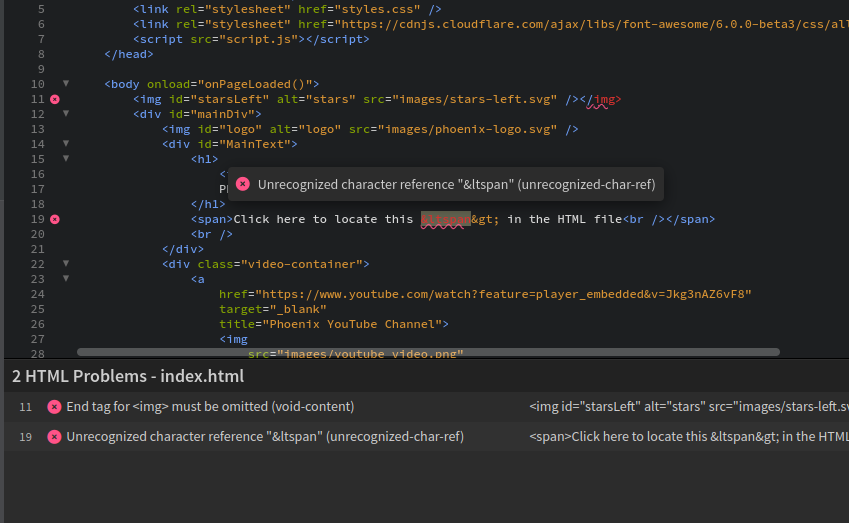 5 <link rel="stylesheet" href="styles.css" />
6 <link rel="stylesheet" href="https://cdnjs.cloudflare.com/ajax/libs/font-awesome/6.0.0-beta3/css/all
7 <script src="script.js"></script>
8 </head>
9
10 <body onload="onPageLoaded()">
11 <img id="starsLeft" alt="stars" src="images/stars-left.svg" /></img>
12 <div id="mainDiv">
13 <img id="logo" alt="logo" src="images/phoenix-logo.svg" />
14 <div id="MainText">
15 <h1>
16
Unrecognized character reference "&ltspan" (unrecognized-char-ref)
17
18 </h1>
19 <span>Click here to locate this &ltspan&gt; in the HTML file<br /></span>
20 <br />
21 </div>
22 <div class="video-container">
23 <a
24 href="https://www.youtube.com/watch?feature=player_embedded&v=Jkg3nAZ6vF8"
25 target="_blank"
26 title="Phoenix YouTube Channel">
27 <img
28 src="images/youtube_video.png"
2 HTML Problems - index.html
11 End tag for <img> must be omitted (void-content) <img id="starsLeft" alt="stars" src="images/stars-left.sv
19 Unrecognized character reference "&ltspan" (unrecognized-char-ref) <span>Click here to locate this &ltspan&gt; in the HTML